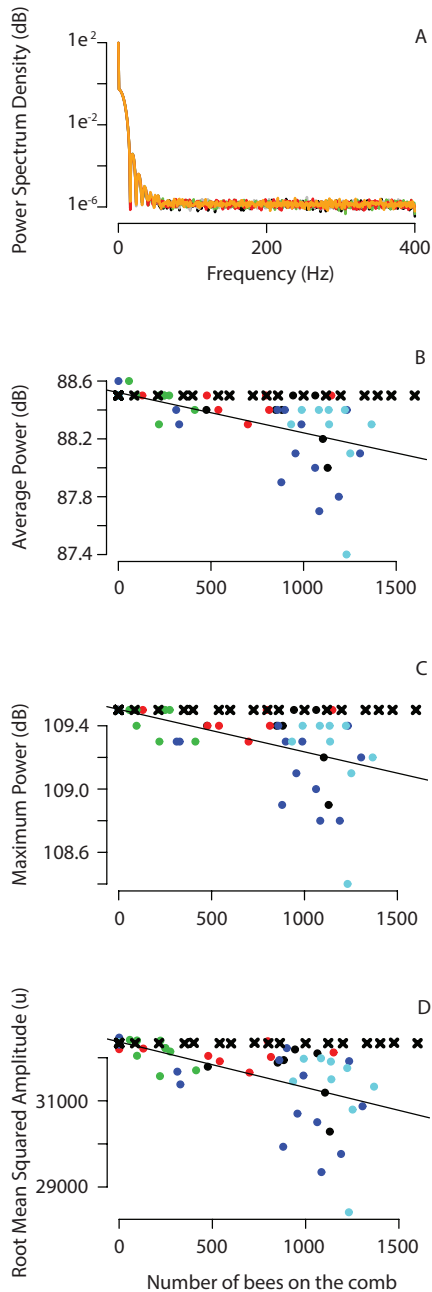 A
Power Spectrum Density (dB)
1e²
1e⁻²
1e⁻⁶
0 200 400
Frequency (Hz)
B
Average Power (dB)
88.6
88.2
87.8
87.4
0 500 1000 1500
C
Maximum Power (dB)
109.4
109.0
108.6
0 500 1000 1500
D
Root Mean Squared Amplitude (u)
31000
29000
0 500 1000 1500
Number of bees on the comb